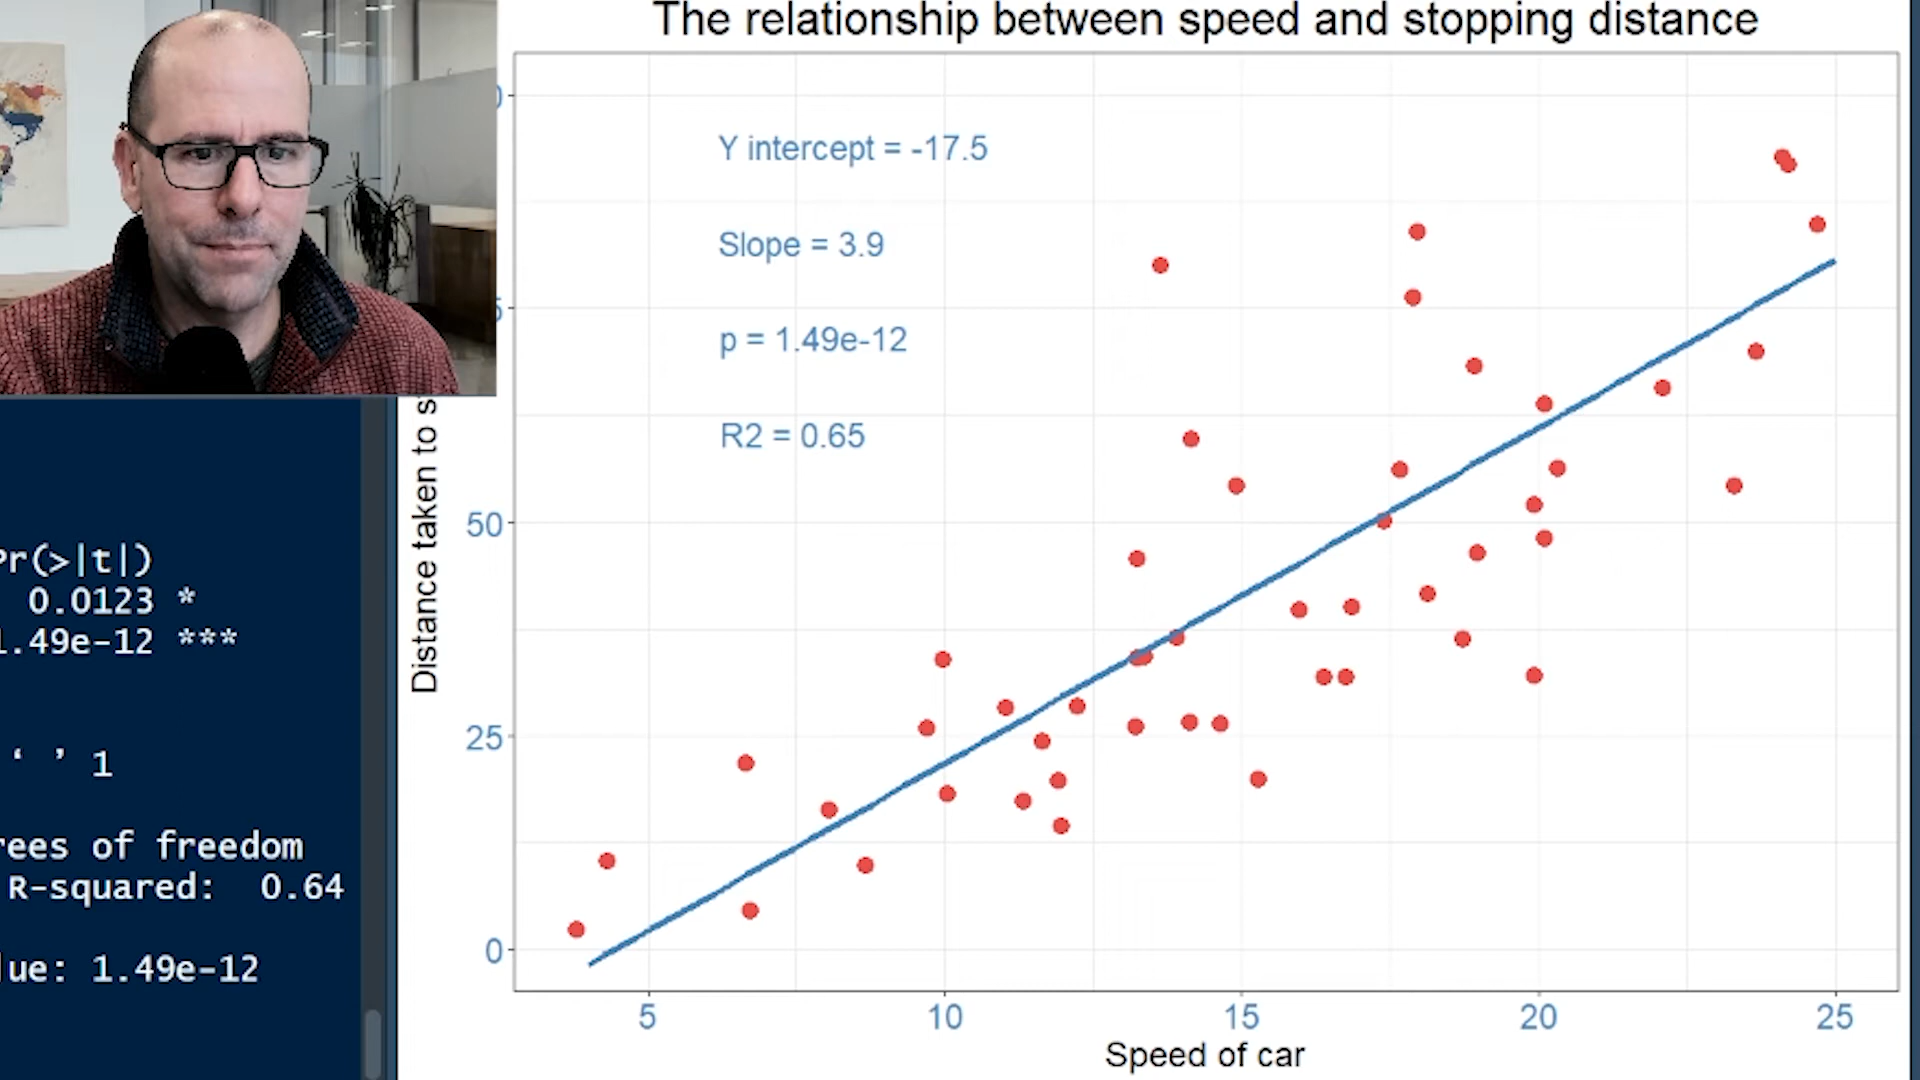 The relationship between speed and stopping distance
Y intercept = -17.5
Slope = 3.9
p = 1.49e-12
R2 = 0.65
Distance taken to
50
25
0
5
10
15
20
25
Speed of car
Pr(>|t|)
0.0123 *
1.49e-12 ***
‘ ’ 1
rees of freedom
R-squared: 0.64
lue: 1.49e-12